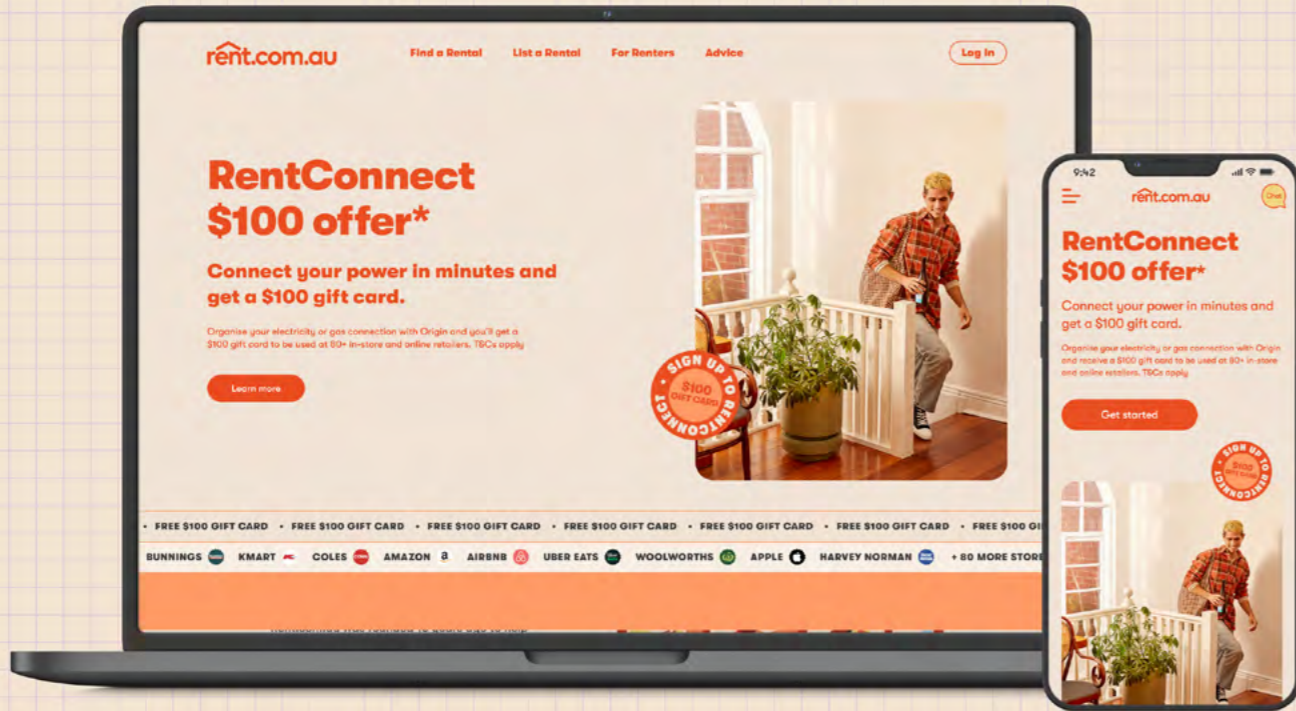 rent.com.au
Find a Rental
List a Rental
For Renters
Advice
Log In
RentConnect
$100 offer*
Connect your power in minutes and
get a $100 gift card.
Organise your electricity or gas connection with Origin and you'll get a
$100 gift card to be used at 80+ in-store and online retailers. T&Cs apply
Learn more
SIGN UP TO RENTCONNECT •
$100
GIFT CARD
• FREE $100 GIFT CARD • FREE $100 GIFT CARD • FREE $100 GIFT CARD • FREE $100 GIFT CARD • FREE $100 GIFT CARD • FREE $100 GIFT CARD • FREE $100 GI
BUNNINGS KMART COLES AMAZON a AIRBNB UBER EATS WOOLWORTHS APPLE HARVEY NORMAN + 80 MORE STORE
9:42
rent.com.au
Chat
RentConnect
$100 offer*
Connect your power in minutes and
get a $100 gift card.
Organise your electricity or gas connection with Origin
and receive a $100 gift card to be used at 80+ in-store
and online retailers. T&Cs apply
Get started
SIGN UP TO RENTCONNECT •
$100
GIFT CARD